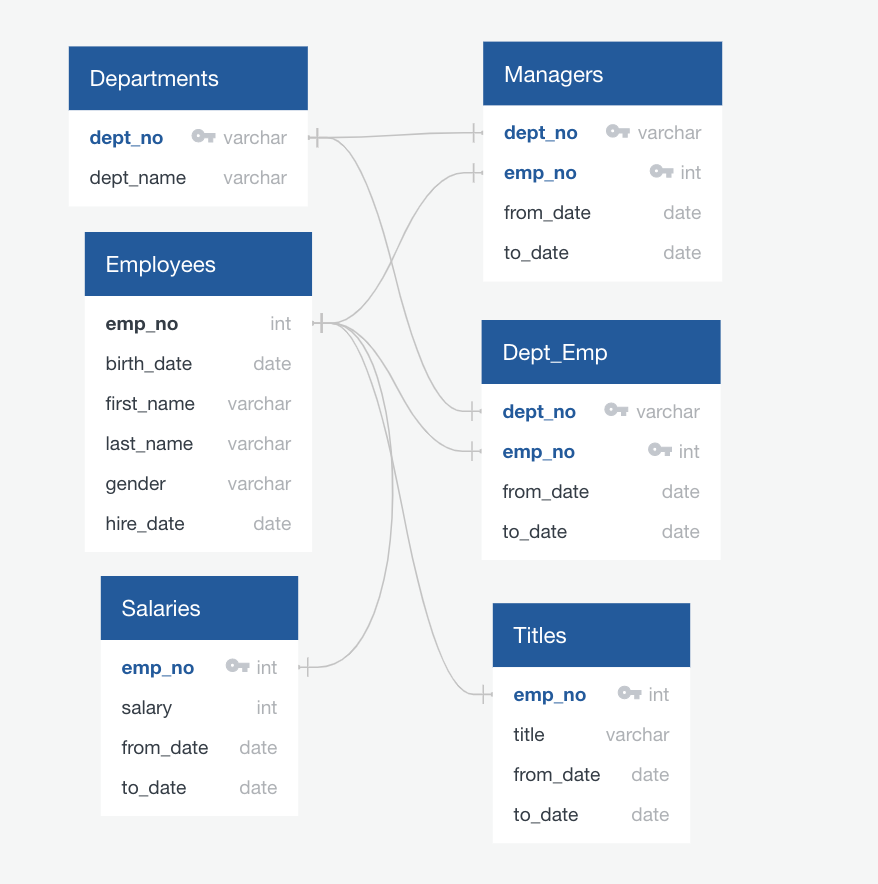 Departments
dept_no varchar
dept_name varchar
Employees
emp_no int
birth_date date
first_name varchar
last_name varchar
gender varchar
hire_date date
Salaries
emp_no int
salary int
from_date date
to_date date
Managers
dept_no varchar
emp_no int
from_date date
to_date date
Dept_Emp
dept_no varchar
emp_no int
from_date date
to_date date
Titles
emp_no int
title varchar
from_date date
to_date date